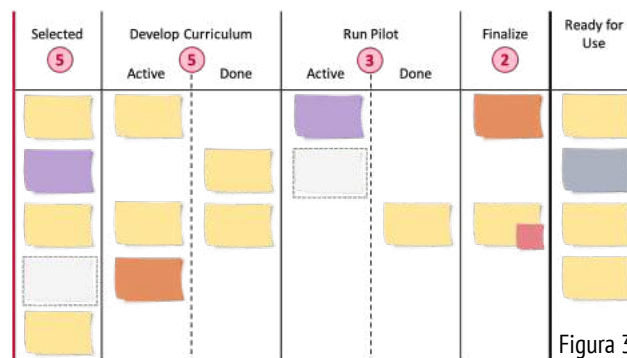 Selected
5
Develop Curriculum
5
Active
Done
Run Pilot
3
Active
Done
Finalize
2
Ready for
Use
Figura 3